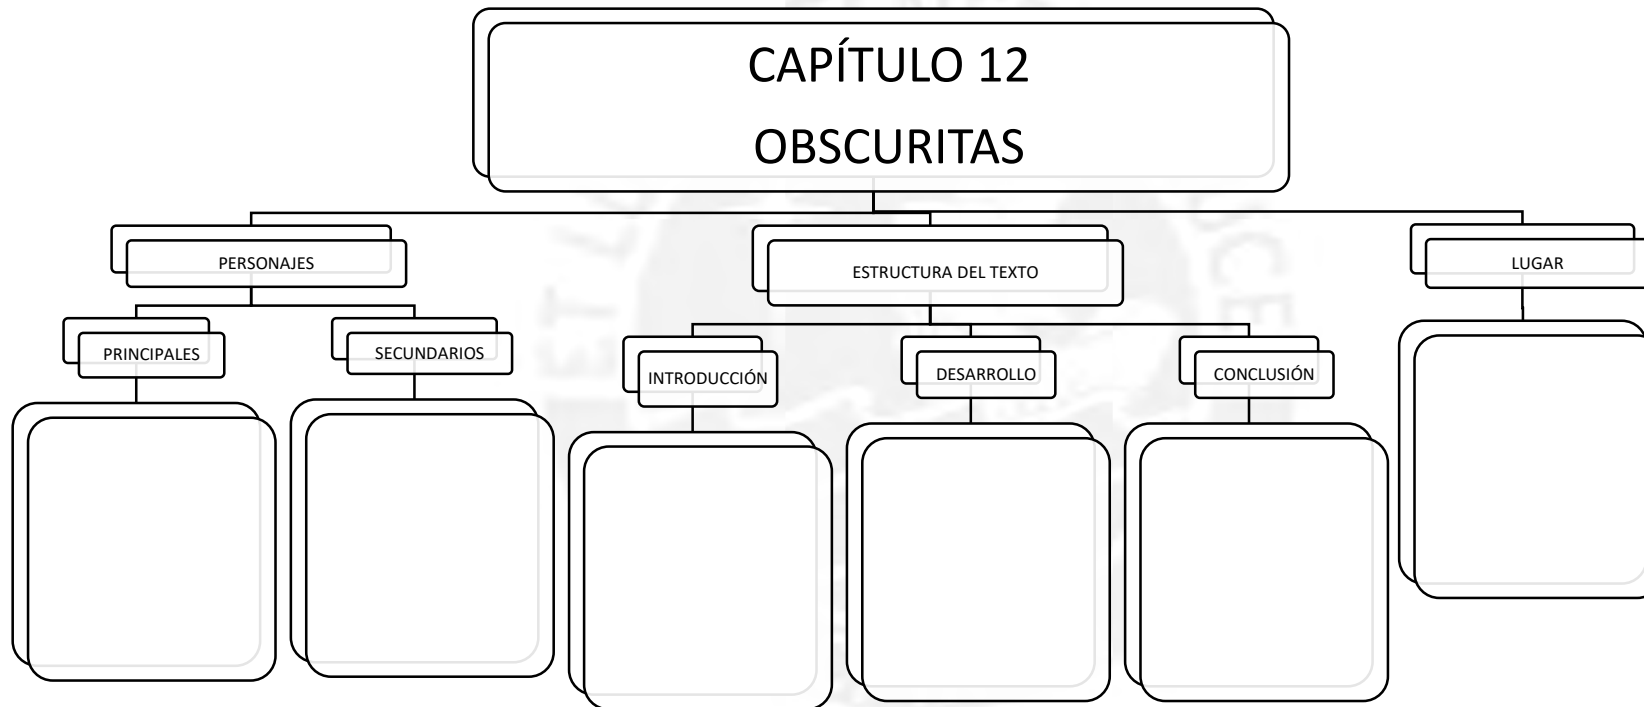 CAPÍTULO 12
OBSCURITAS
PERSONAJES
ESTRUCTURA DEL TEXTO
LUGAR
PRINCIPALES
SECUNDARIOS
INTRODUCCIÓN
DESARROLLO
CONCLUSIÓN